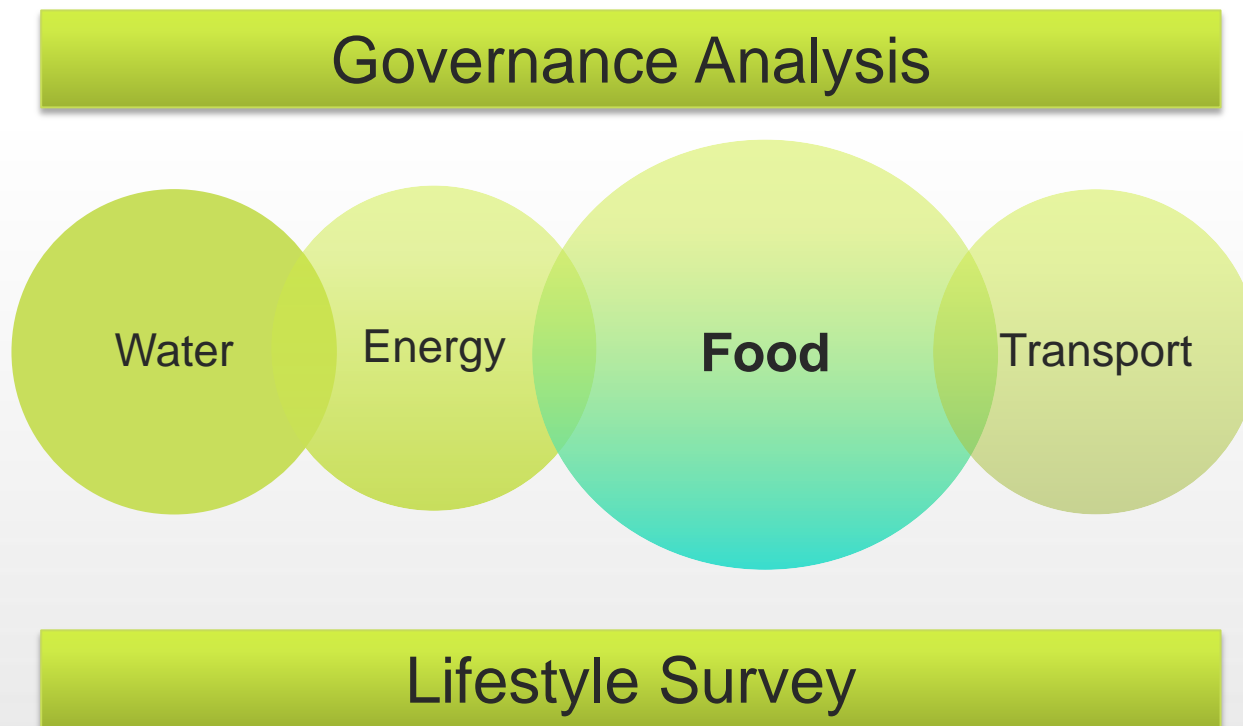 Governance Analysis
Water
Energy
Food
Transport
Lifestyle Survey